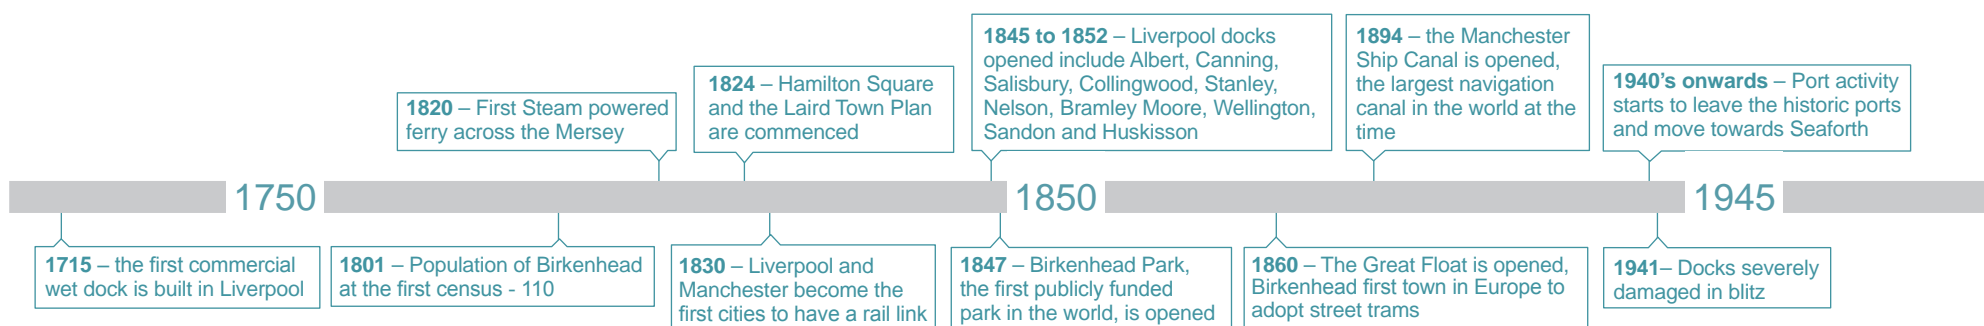 1820 – First Steam powered
ferry across the Mersey
1824 – Hamilton Square
and the Laird Town Plan
are commenced
1845 to 1852 – Liverpool docks
opened include Albert, Canning,
Salisbury, Collingwood, Stanley,
Nelson, Bramley Moore, Wellington,
Sandon and Huskisson
1894 – the Manchester
Ship Canal is opened,
the largest navigation
canal in the world at the
time
1940's onwards – Port activity
starts to leave the historic ports
and move towards Seaforth
1750
1850
1945
1715 – the first commercial
wet dock is built in Liverpool
1801 – Population of Birkenhead
at the first census - 110
1830 – Liverpool and
Manchester become the
first cities to have a rail link
1847 – Birkenhead Park,
the first publicly funded
park in the world, is opened
1860 – The Great Float is opened,
Birkenhead first town in Europe to
adopt street trams
1941– Docks severely
damaged in blitz